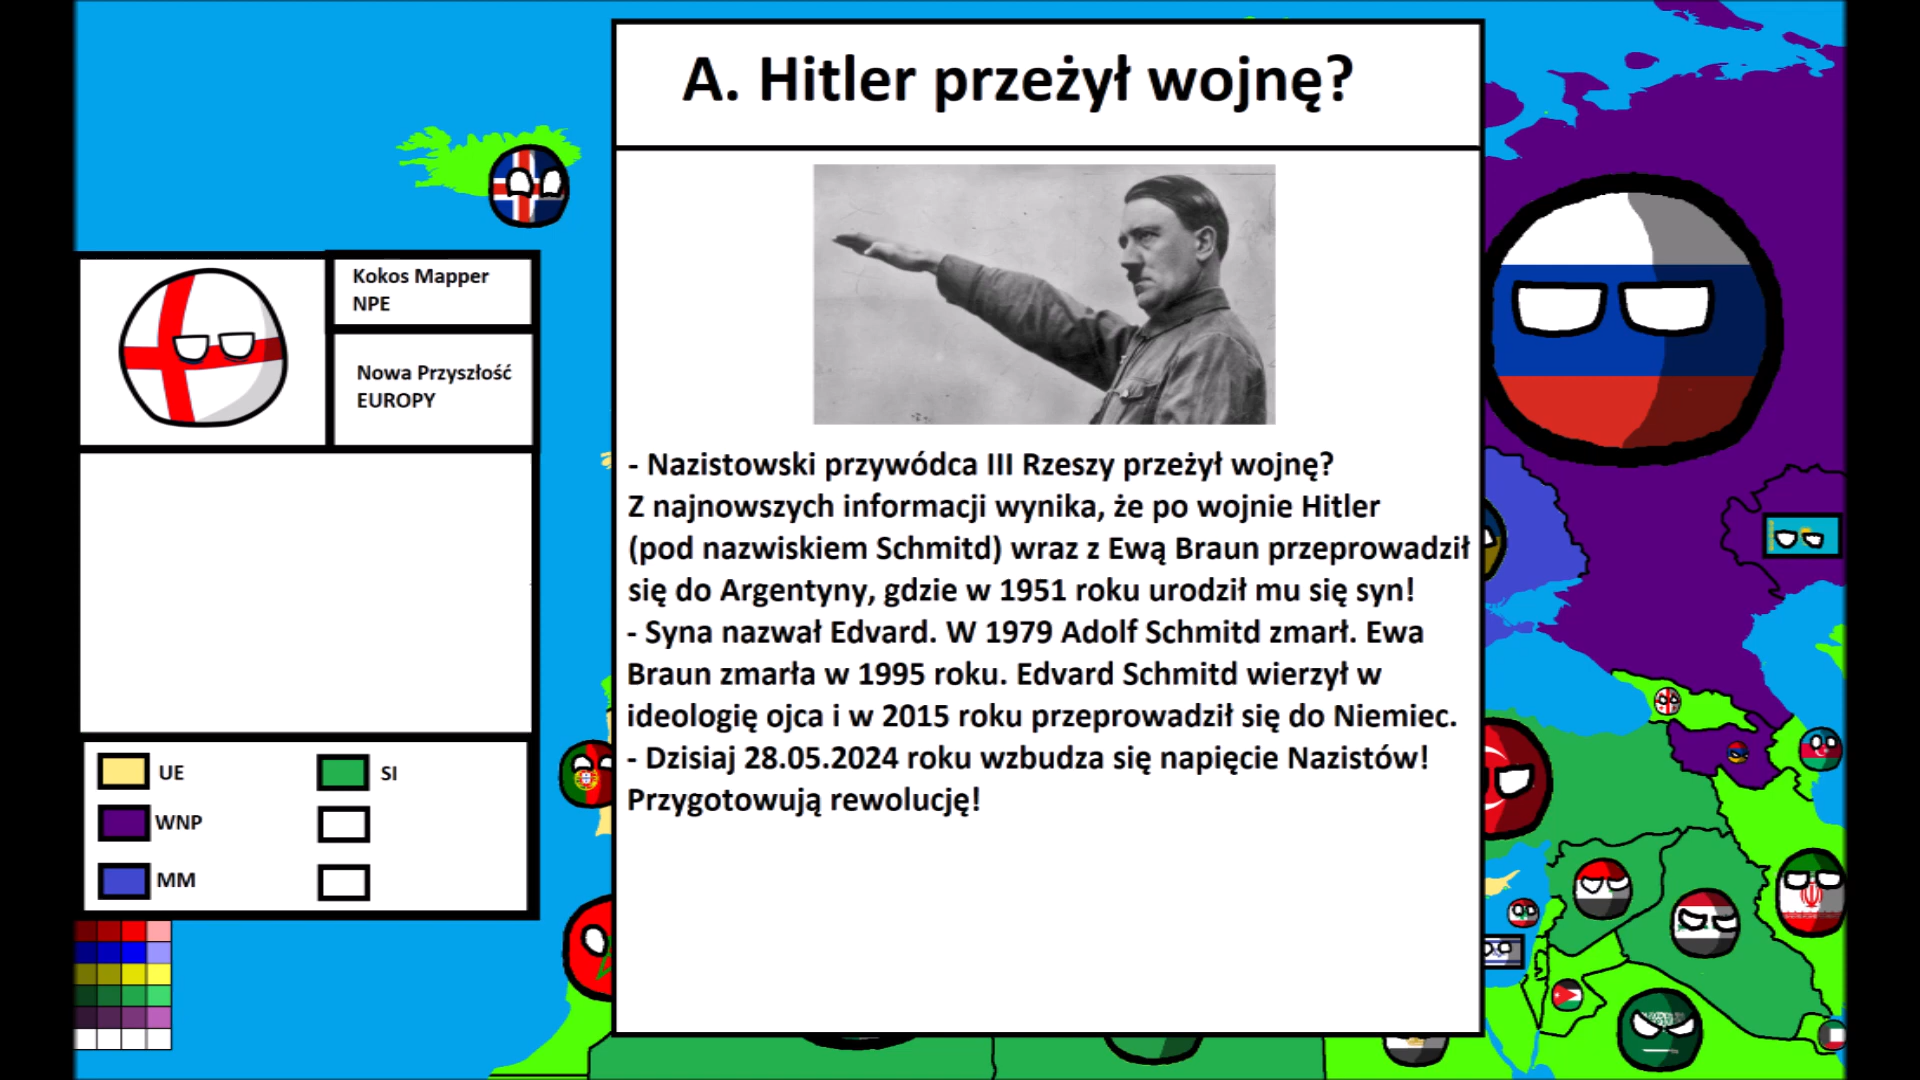 A. Hitler przeżył wojnę?
Kokos Mapper
NPE
Nowa Przyszłość
EUROPY
- Nazistowski przywódca III Rzeszy przeżył wojnę?
Z najnowszych informacji wynika, że po wojnie Hitler
(pod nazwiskiem Schmitd) wraz z Ewą Braun przeprowadził
się do Argentyny, gdzie w 1951 roku urodził mu się syn!
- Syna nazwał Edvard. W 1979 Adolf Schmitd zmarł. Ewa
Braun zmarła w 1995 roku. Edvard Schmitd wierzył w
ideologię ojca i w 2015 roku przeprowadził się do Niemiec.
- Dzisiaj 28.05.2024 roku wzbudza się napięcie Nazistów!
Przygotowują rewolucję!
UE
SI
WNP
MM